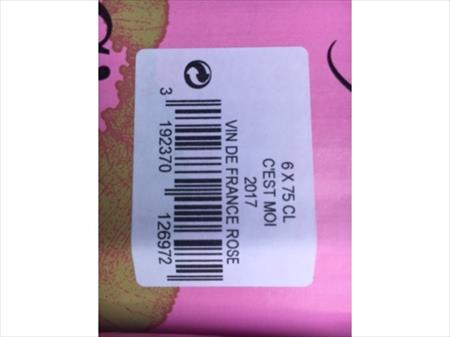 6 X 75 CL
C'EST MOI
2017
VIN DE FRANCE ROSE
3 192370 126972